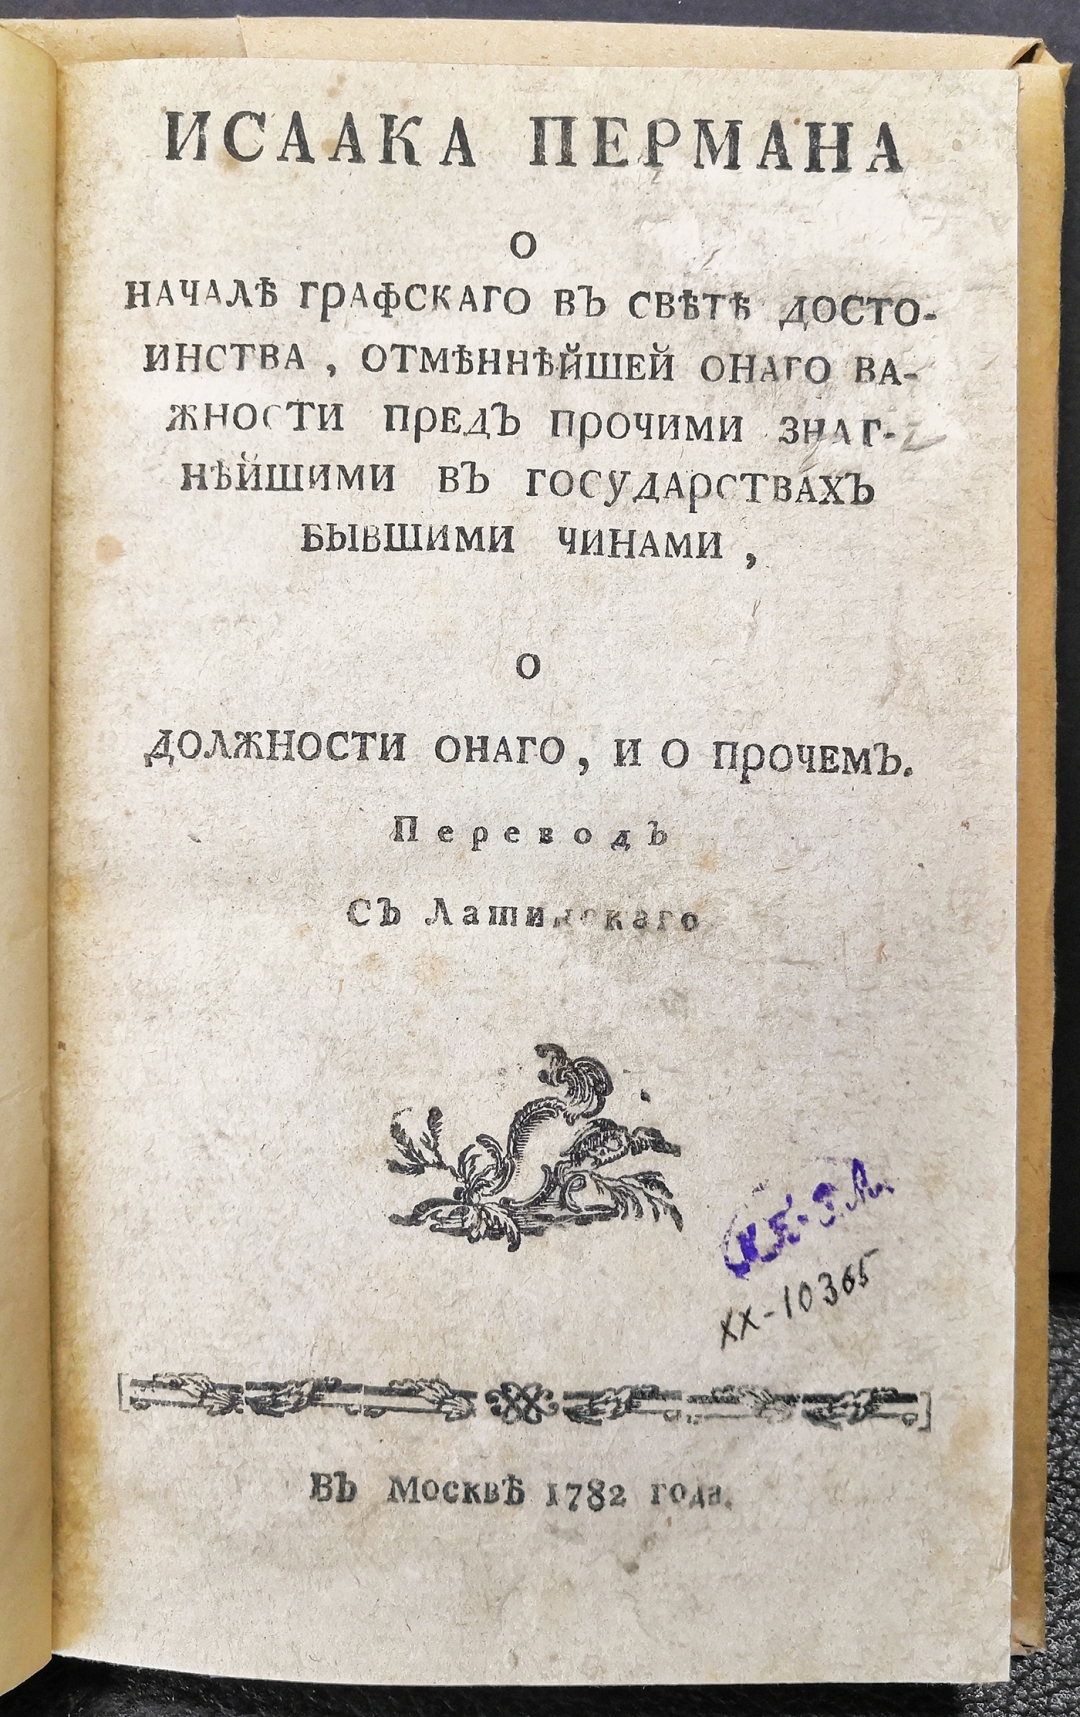 ИСААКА ПЕРМАНА
О
НАЧАЛѢ ГРАФСКАГО ВЪ СВѢТѢ ДОСТО-
ИНСТВА, ОТМѢННѢЙШЕЙ ОНАГО ВА-
ЖНОСТИ ПРЕДЪ ПРОЧИМИ ЗНАТ-
НѢЙШИМИ ВЪ ГОСУДАРСТВАХЪ
БЫВШИМИ ЧИНАМИ,
О
ДОЛЖНОСТИ ОНАГО, И О ПРОЧЕМЪ.
Переводъ
Съ Латинскаго
XX-10365
Въ Москвѣ 1782 года.